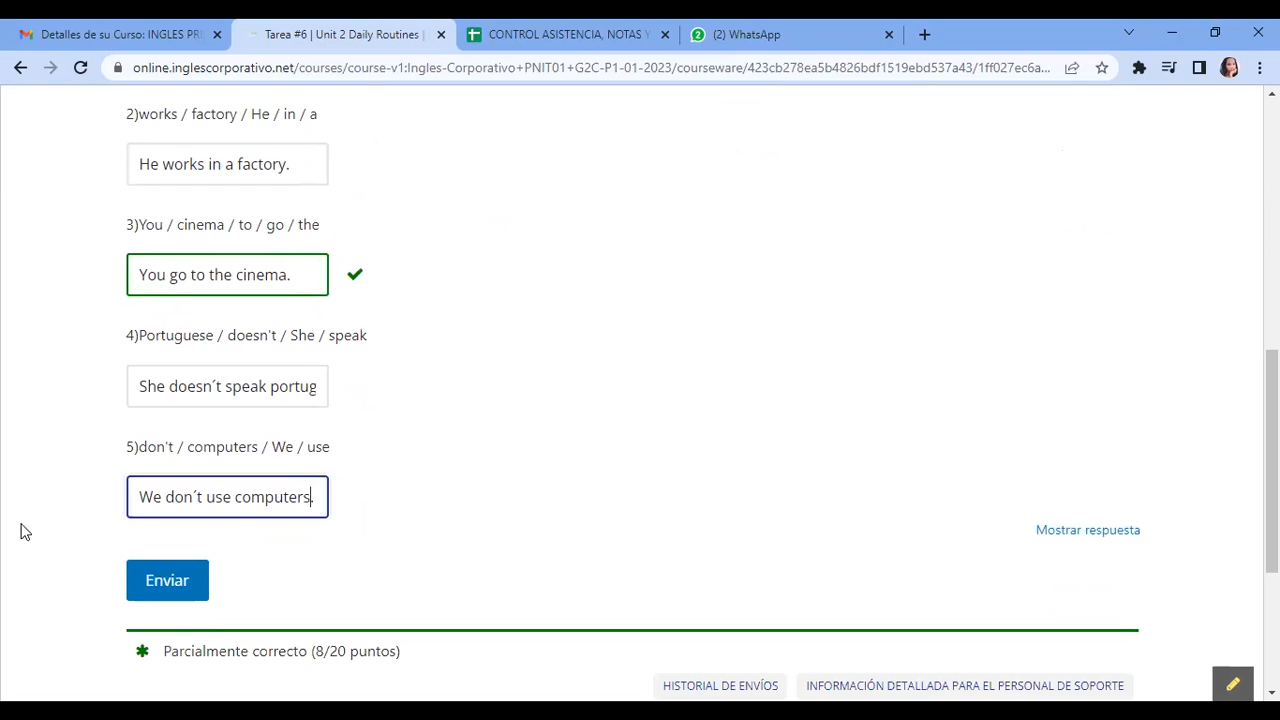 Detalles de su Curso: INGLES PRI
Tarea #6 | Unit 2 Daily Routines |
CONTROL ASISTENCIA, NOTAS Y
2
(2) WhatsApp
online.inglescorporativo.net/courses/course-v1:Ingles-Corporativo+PNIT01+G2C-P1-01-2023/courseware/423cb278ea5b4826bdf1519ebd537a43/1ff027ec6a...
2)works / factory / He / in / a
He works in a factory.
3)You / cinema / to / go / the
You go to the cinema.
4)Portuguese / doesn't / She / speak
She doesn´t speak portug
5)don't / computers / We / use
We don´t use computers.
Mostrar respuesta
Enviar
Parcialmente correcto (8/20 puntos)
HISTORIAL DE ENVÍOS
INFORMACIÓN DETALLADA PARA EL PERSONAL DE SOPORTE